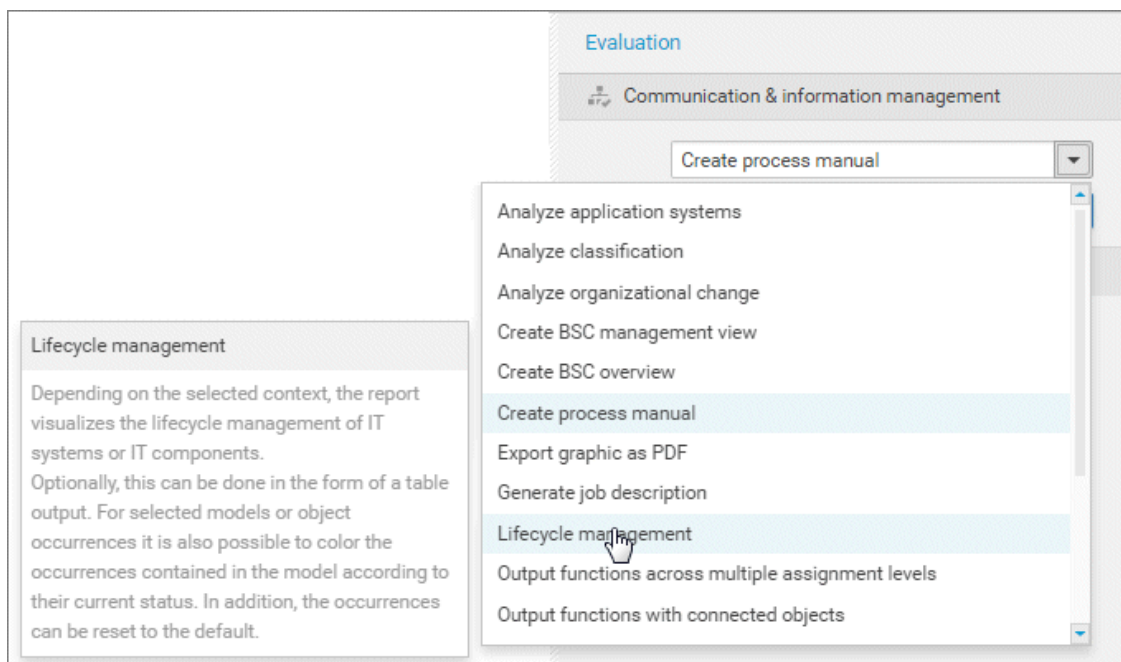 Evaluation
Communication & information management
Create process manual
Analyze application systems
Analyze classification
Analyze organizational change
Create BSC management view
Create BSC overview
Create process manual
Export graphic as PDF
Generate job description
Lifecycle management
Output functions across multiple assignment levels
Output functions with connected objects
Lifecycle management
Depending on the selected context, the report
visualizes the lifecycle management of IT
systems or IT components.
Optionally, this can be done in the form of a table
output. For selected models or object
occurrences it is also possible to color the
occurrences contained in the model according to
their current status. In addition, the occurrences
can be reset to the default.